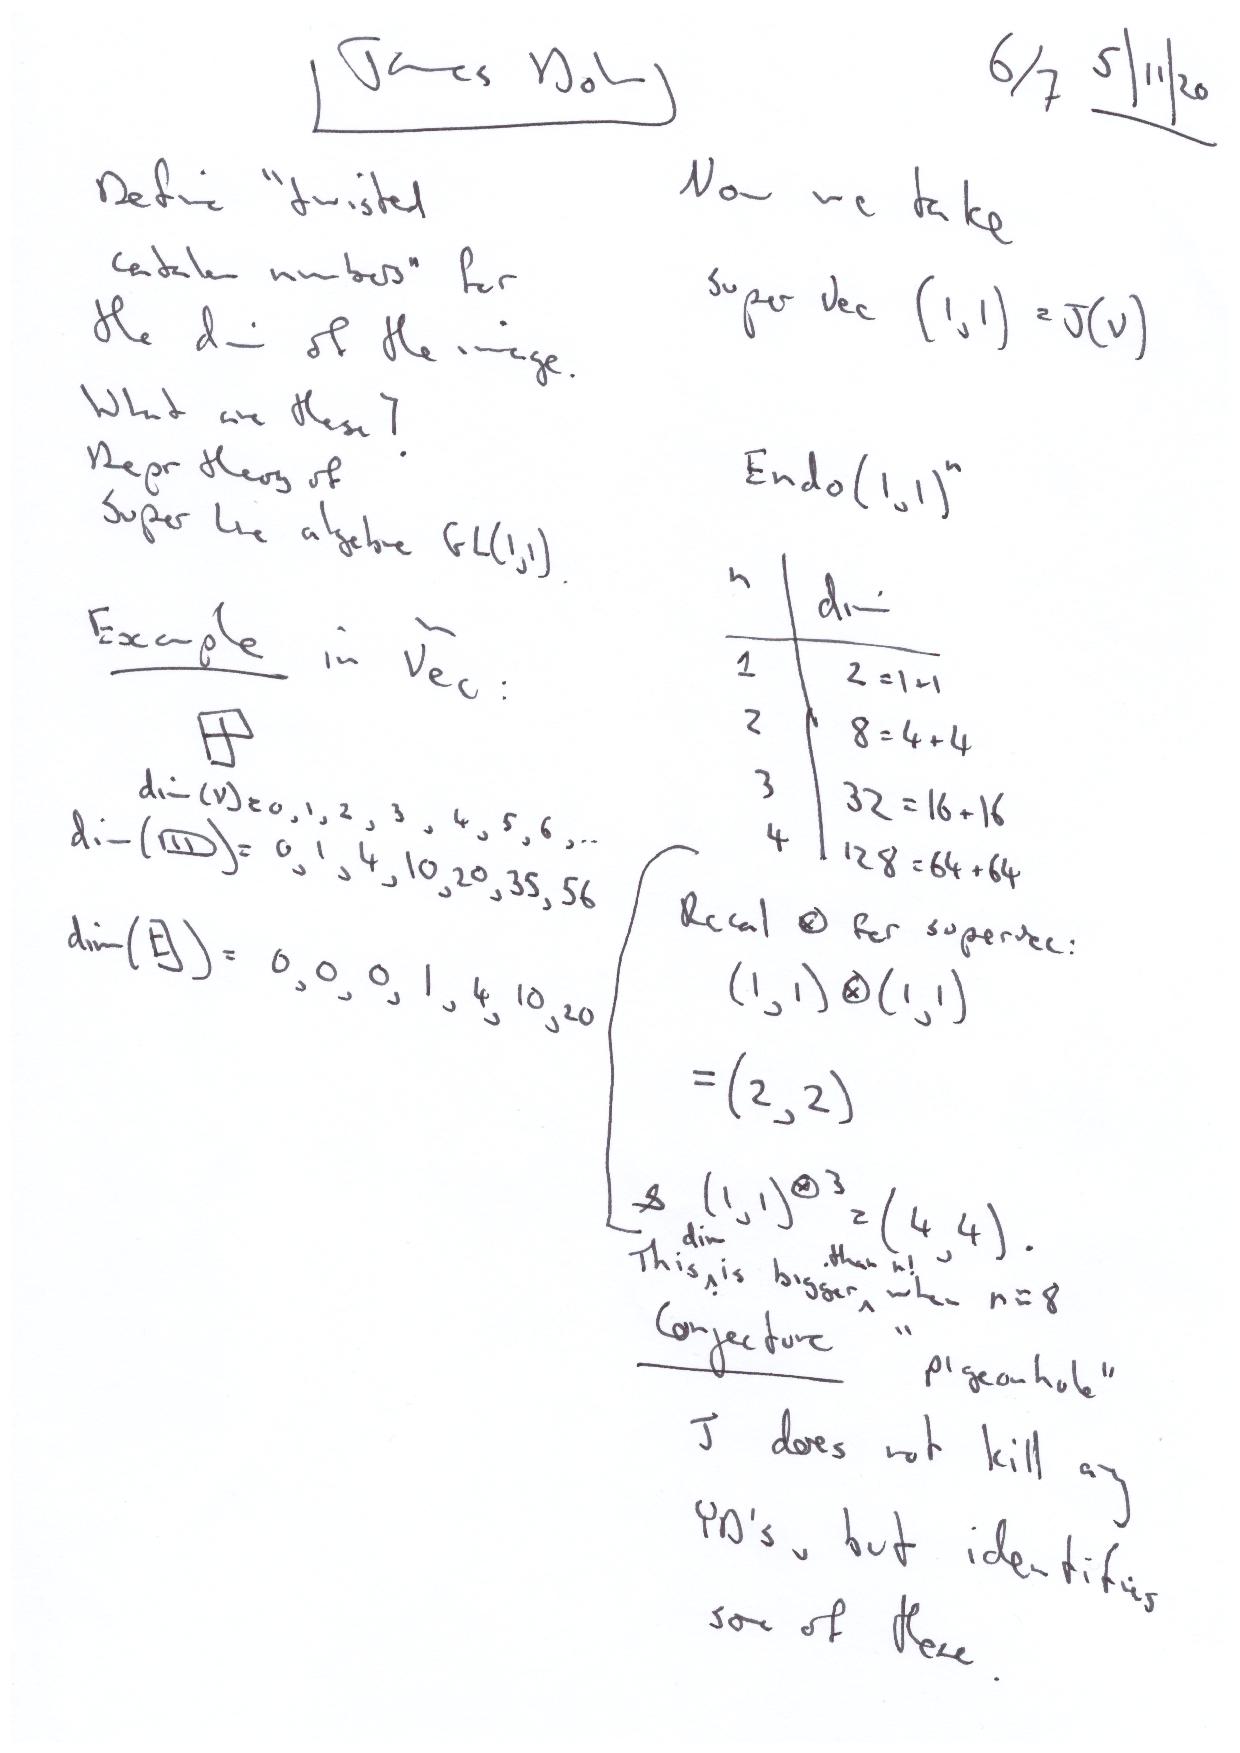 James Doh
6/7 5/11/20
Define "twisted
catalan numbers" for
the dim of the image.
What are these?
Repr theory of
Super Lie algebra GL(1,1).
Example in Vec:
dim(V)=0,1,2,3,4,5,6,...
dim( )= 0,1,4,10,20,35,56
dim( )= 0,0,0,1,4,10,20
Now we take
super Vec (1,1) = J(V)
Endo(1,1)ⁿ
n dim
1 2=1+1
2 8=4+4
3 32=16+16
4 128=64+64
Recal ⊗ for supervec:
(1,1)⊗(1,1)
=(2,2)
& (1,1)^⊗3 = (4,4).
This dim is bigger than n! when n=8
Conjecture "pigeonhole"
J does not kill any
YD's, but identifies
some of these.